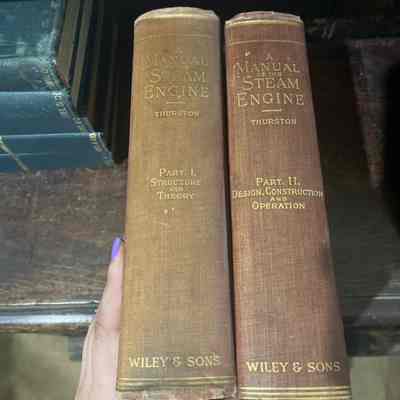 A
MANUAL
OF THE
STEAM
ENGINE
THURSTON
PART I.
STRUCTURE
AND
THEORY
WILEY & SONS
A
MANUAL
OF THE
STEAM
ENGINE
THURSTON
PART II.
DESIGN, CONSTRUCTION
AND
OPERATION
WILEY & SONS